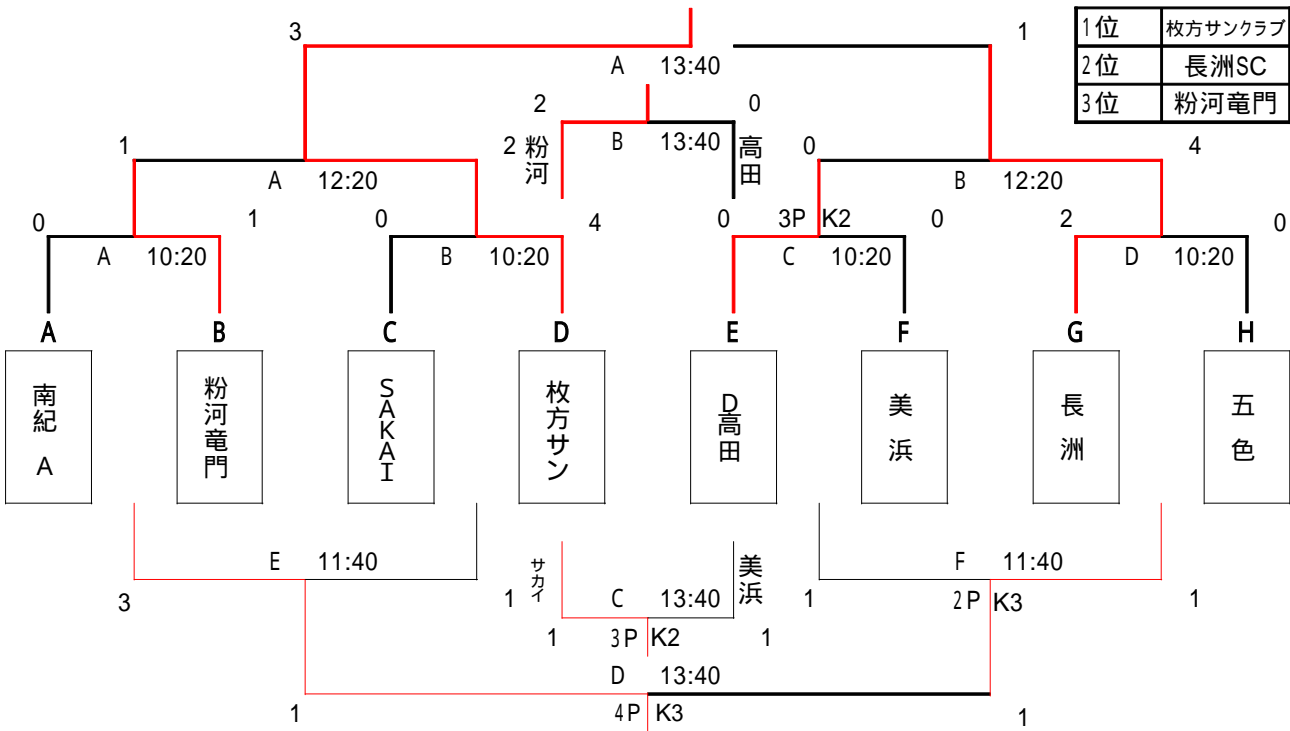 3
1
1位 枚方サンクラブ
A 13:40
2位 長洲SC
2
0
3位 粉河竜門
1
2
粉河
B 13:40
高田
0
4
A 12:20
B 12:20
0
1
0
4
0
3P K2
0
2
0
A 10:20
B 10:20
C 10:20
D 10:20
A B C D E F G H
南紀 A
粉河竜門
SAKAI
枚方サン
D高田
美浜
長洲
五色
E 11:40
サカイ
美浜
F 11:40
3
1
C 13:40
1
2P K3
1
1
3P K2
1
D 13:40
1
4P K3
1